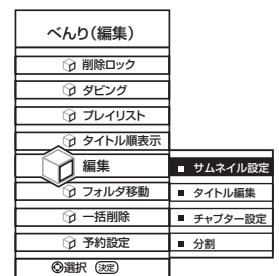 べんり(編集)
削除ロック
ダビング
プレイリスト
タイトル順表示
編集
サムネイル設定
フォルダ移動
タイトル編集
一括削除
チャプター設定
予約設定
分割
選択 決定